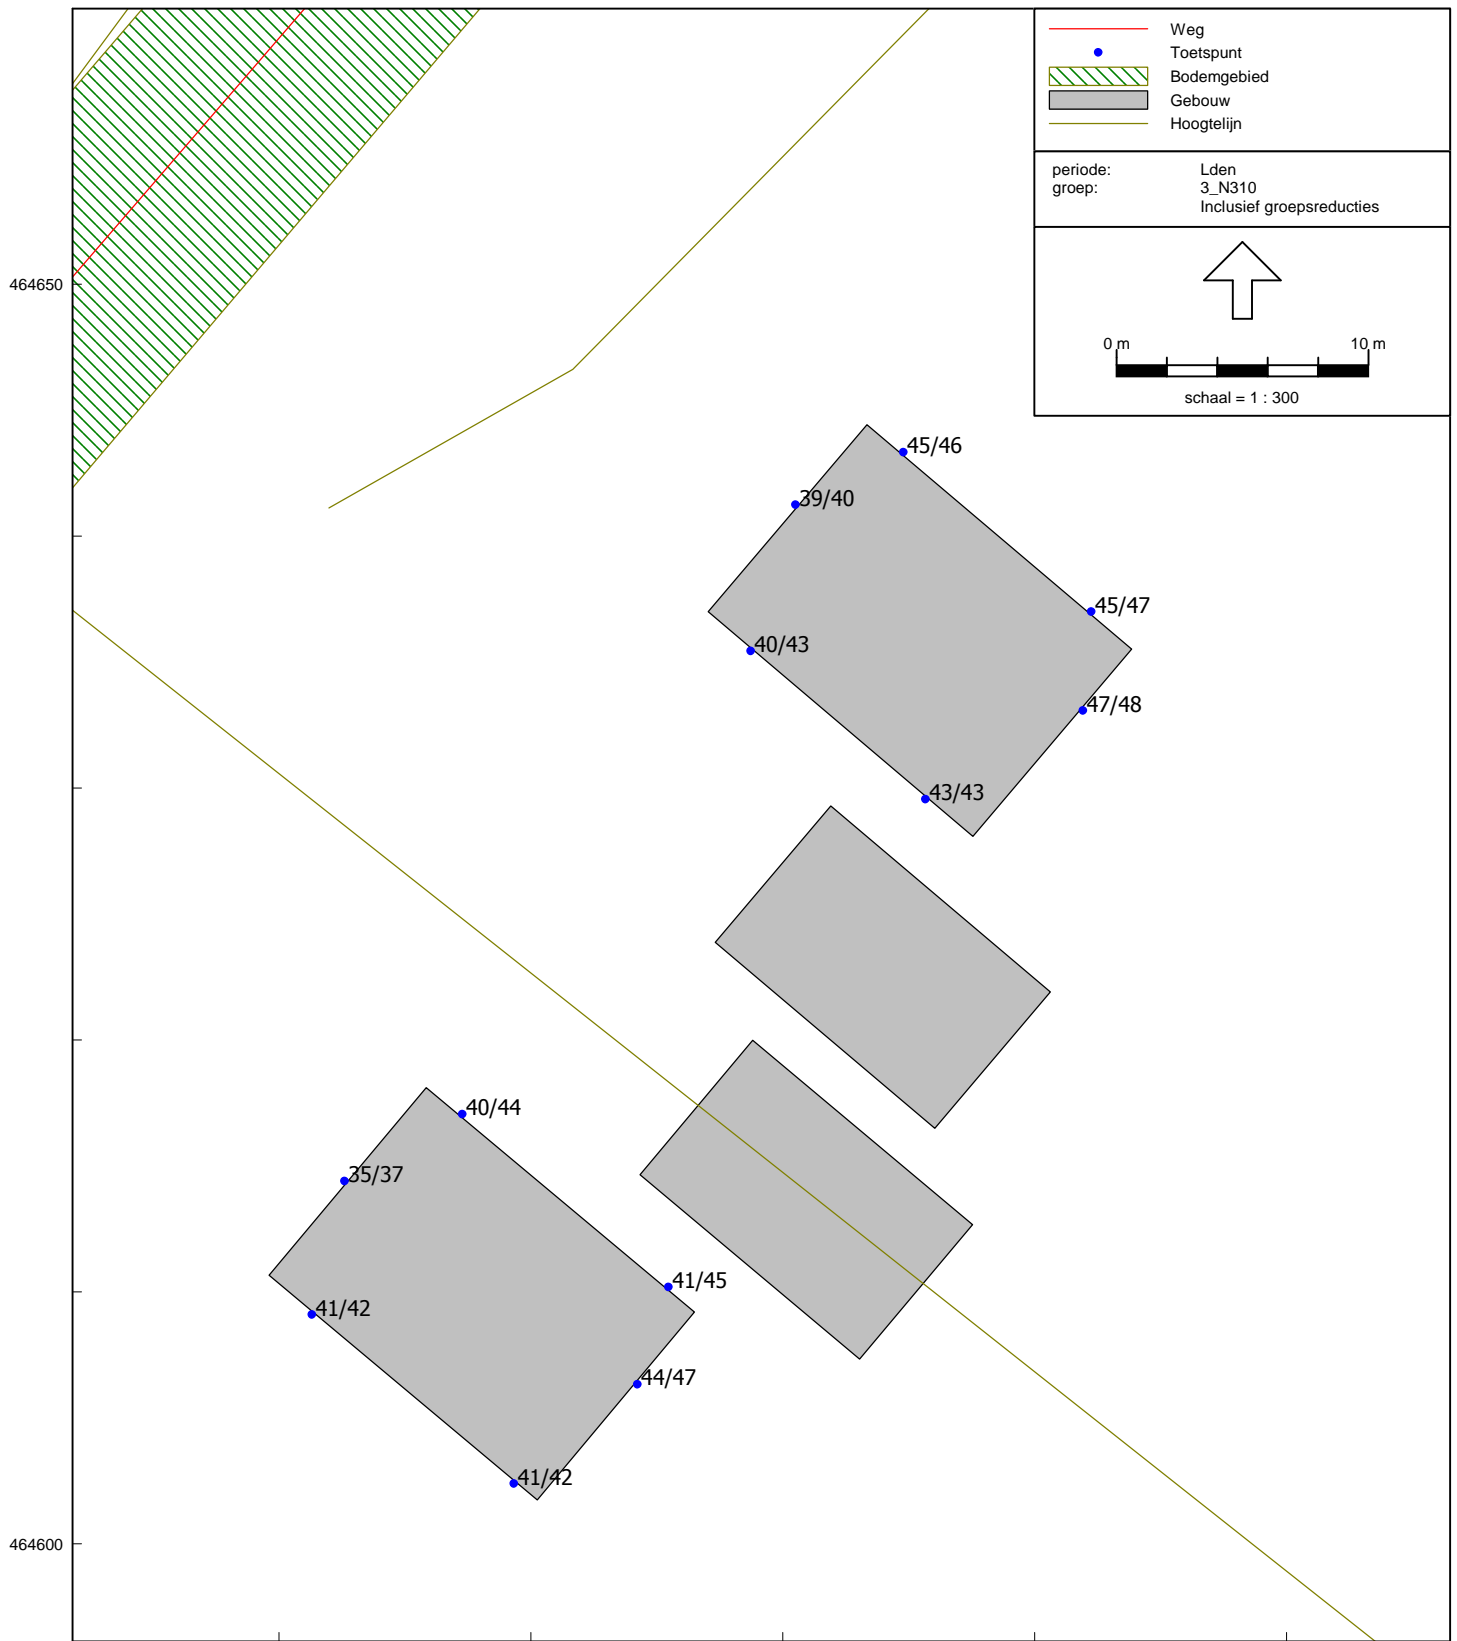 Weg
Toetspunt
Bodemgebied
Gebouw
Hoogtelijn
periode: Lden
groep: 3_N310
Inclusief groepsreducties
0 m 10 m
schaal = 1 : 300
464650
45/46
39/40
45/47
40/43
47/48
43/43
40/44
35/37
41/45
41/42
44/47
41/42
464600